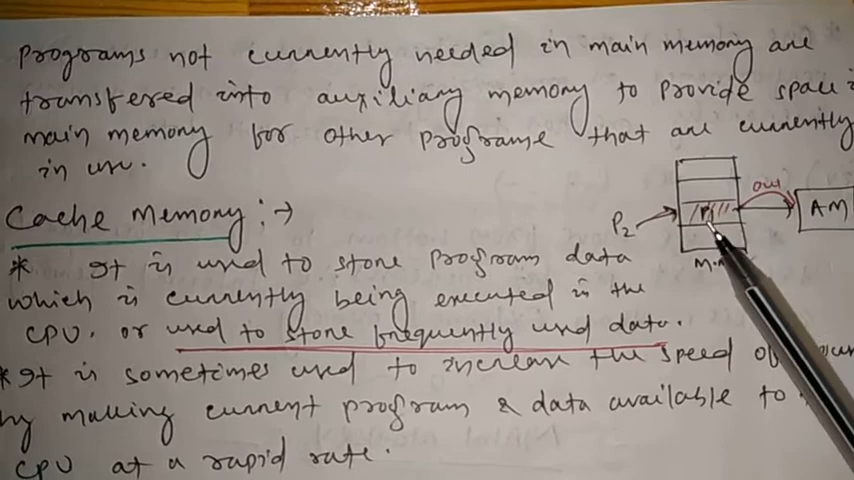 Programs not currently needed in main memory are
transferred into auxiliary memory to provide space
main memory for other programs that are currently
in use.
Cache Memory :→
* It is used to store program data
which is currently being executed in the
CPU. or used to store frequently used data.
* It is sometimes used to increase the speed of
by making current program & data available to
CPU at a rapid rate.
P2
P1
out
AM
M.M